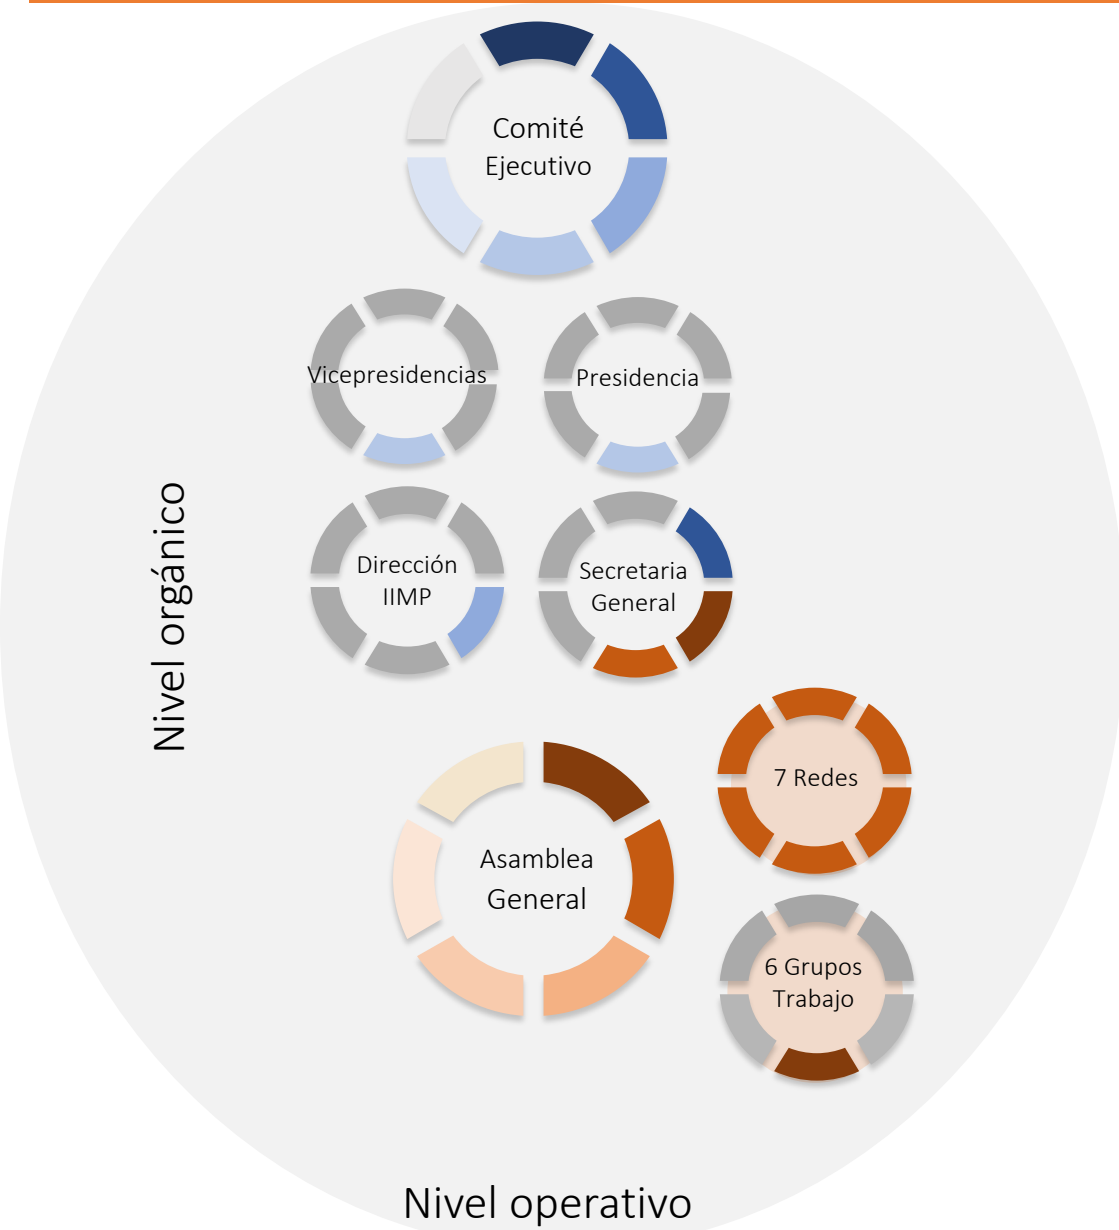 Comité
Ejecutivo
Vicepresidencias
Presidencia
Dirección
IIMP
Secretaria
General
Nivel orgánico
7 Redes
Asamblea
General
6 Grupos
Trabajo
Nivel operativo